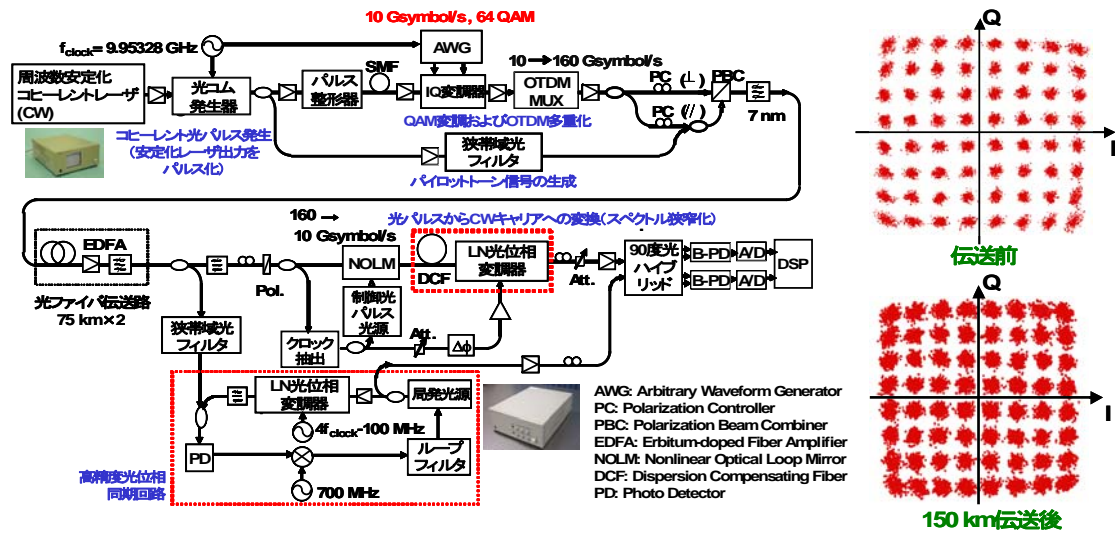 10 Gsymbol/s , 64 QAM
fclock= 9.95328 GHz
AWG
10→160 Gsymbol/s
周波数安定化
コヒーレントレーザ
(CW)
光コム
発生器
パルス
整形器
SMF
IQ変調器
OTDM
MUX
PC (⊥)
PBC
PC (//)
7 nm
QAM変調およびOTDM多重化
コヒーレント光パルス発生
(安定化レーザ出力を
パルス化)
狭帯域光
フィルタ
パイロットトーン信号の生成
160 →
10 Gsymbol/s
光パルスからCWキャリアへの変換(スペクトル狭窄化)
EDFA
光ファイバ伝送路
75 km×2
Pol.
NOLM
DCF
LN光位相
変調器
Att.
90度光
ハイブ
リッド
B-PD
A/D
B-PD
A/D
DSP
制御光
パルス
光源
クロック
抽出
Att.
Δϕ
狭帯域光
フィルタ
LN光位相
変調器
局発光源
4fclock-100 MHz
PD
ループ
フィルタ
700 MHz
高精度光位相
同期回路
AWG: Arbitrary Waveform Generator
PC: Polarization Controller
PBC: Polarization Beam Combiner
EDFA: Erbitum-doped Fiber Amplifier
NOLM: Nonlinear Optical Loop Mirror
DCF: Dispersion Compensating Fiber
PD: Photo Detector
Q
I
伝送前
Q
I
150 km伝送後